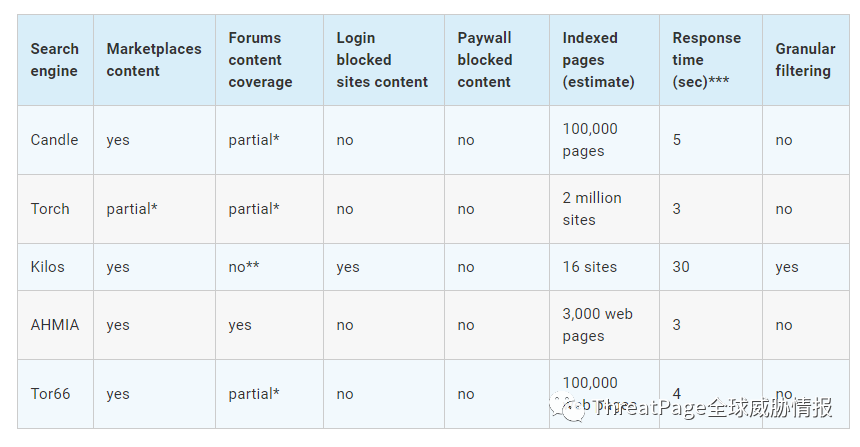 Search engine
Marketplaces content
Forums content coverage
Login blocked sites content
Paywall blocked content
Indexed pages (estimate)
Response time (sec)***
Granular filtering
Candle
yes
partial*
no
no
100,000 pages
5
no
Torch
partial*
partial*
no
no
2 million sites
3
no
Kilos
yes
no**
yes
no
16 sites
30
yes
AHMIA
yes
yes
no
no
3,000 web pages
3
no
Tor66
yes
partial*
no
no
100,000
4
no
ThreatPage全球威胁情报